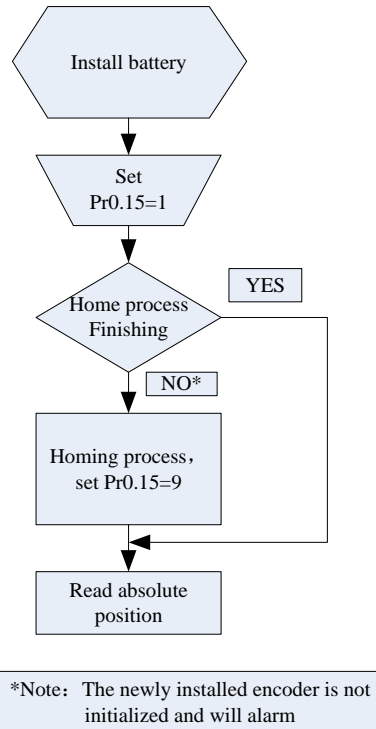 Install battery
Set
Pr0.15=1
Home process
Finishing
YES
NO*
Homing process，
set Pr0.15=9
Read absolute
position
*Note：The newly installed encoder is not
initialized and will alarm